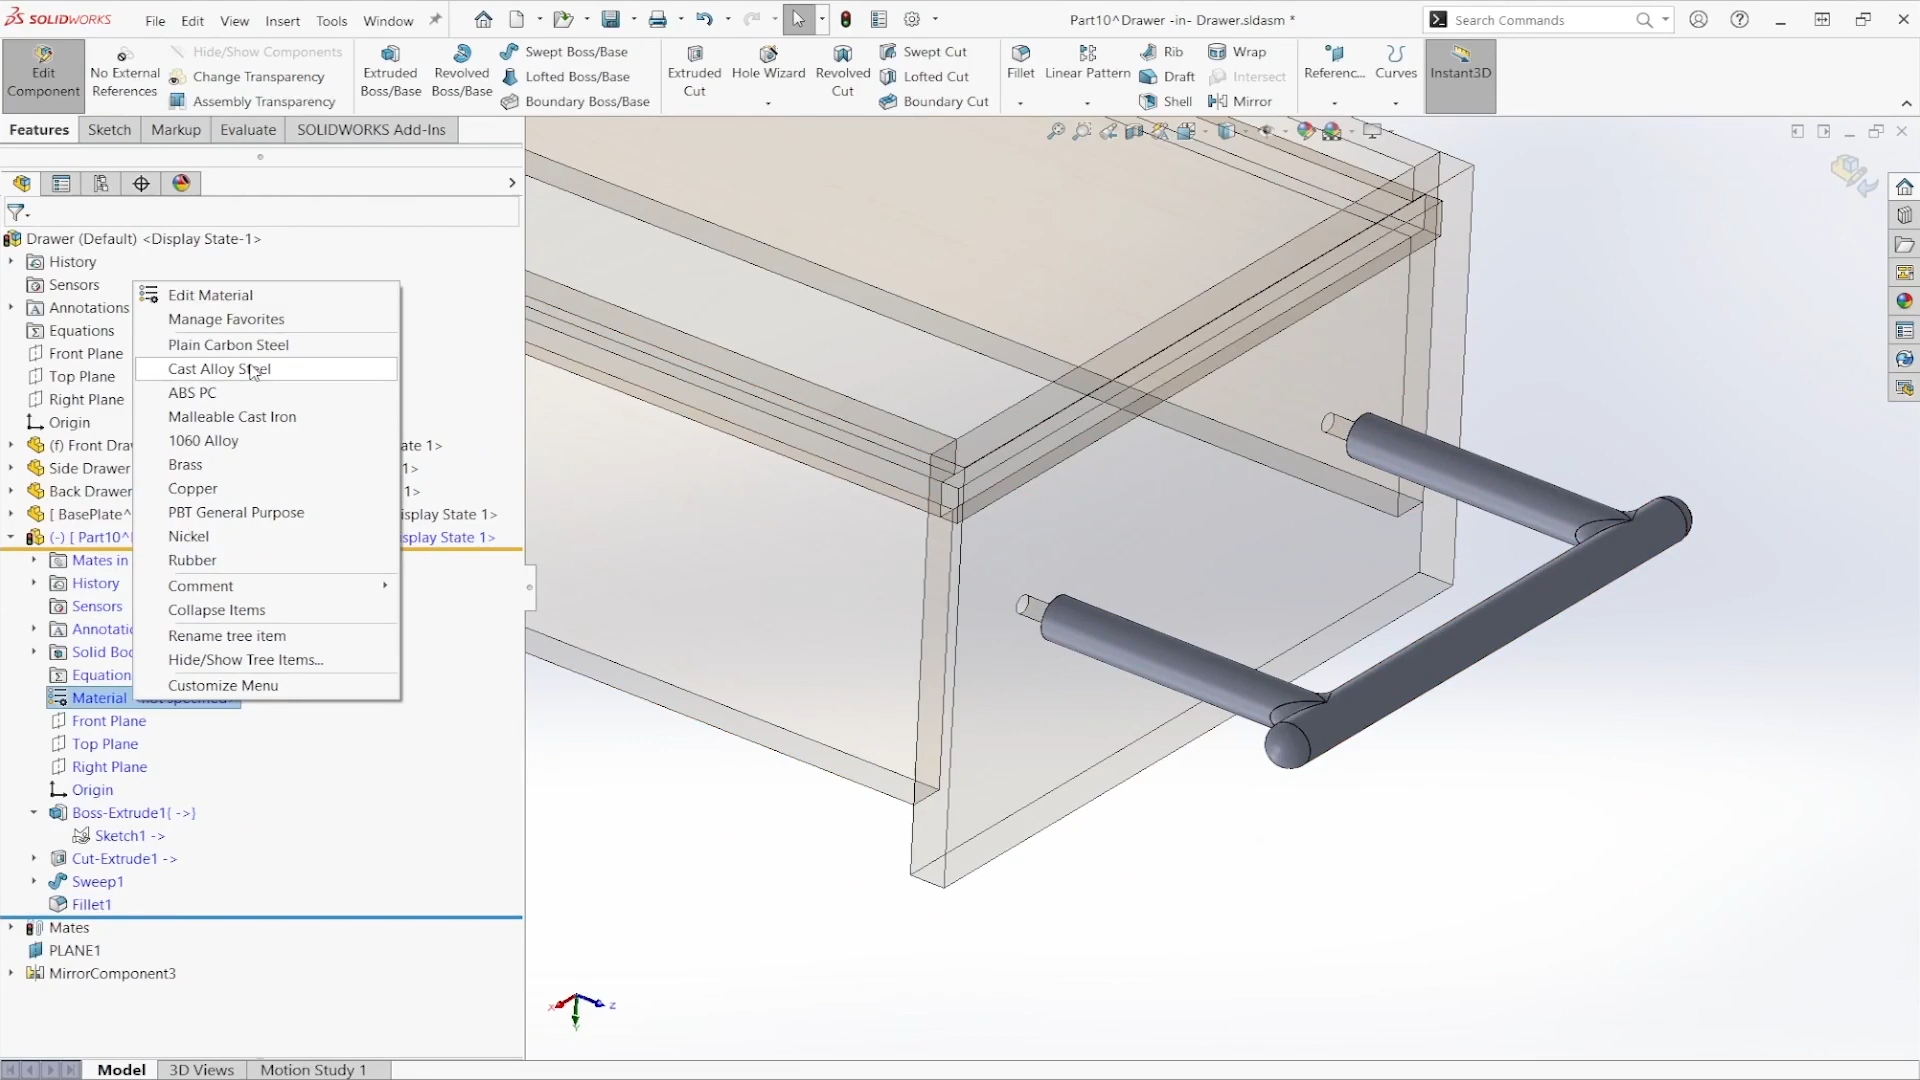 SOLIDWORKS File Edit View Insert Tools Window
Part10^Drawer -in- Drawer.sldasm *
Search Commands
Edit Component
No External References
Hide/Show Components
Change Transparency
Assembly Transparency
Extruded Boss/Base
Revolved Boss/Base
Swept Boss/Base
Lofted Boss/Base
Boundary Boss/Base
Extruded Cut
Hole Wizard
Revolved Cut
Swept Cut
Lofted Cut
Boundary Cut
Fillet
Linear Pattern
Rib
Draft
Shell
Wrap
Intersect
Mirror
Referenc...
Curves
Instant3D
Features Sketch Markup Evaluate SOLIDWORKS Add-Ins
Drawer (Default) <Display State-1>
History
Sensors
Annotations
Equations
Front Plane
Top Plane
Right Plane
Origin
(f) Front Dra ate 1>
Side Drawer 1>
Back Drawer 1>
[ BasePlate^ isplay State 1>
(-) [ Part10^ splay State 1>
Mates in
History
Sensors
Annotatio
Solid Bod
Equation
Material
Front Plane
Top Plane
Right Plane
Origin
Boss-Extrude1{ ->}
Sketch1 ->
Cut-Extrude1 ->
Sweep1
Fillet1
Mates
PLANE1
MirrorComponent3
Edit Material
Manage Favorites
Plain Carbon Steel
Cast Alloy Steel
ABS PC
Malleable Cast Iron
1060 Alloy
Brass
Copper
PBT General Purpose
Nickel
Rubber
Comment
Collapse Items
Rename tree item
Hide/Show Tree Items...
Customize Menu
X Y Z
Model 3D Views Motion Study 1